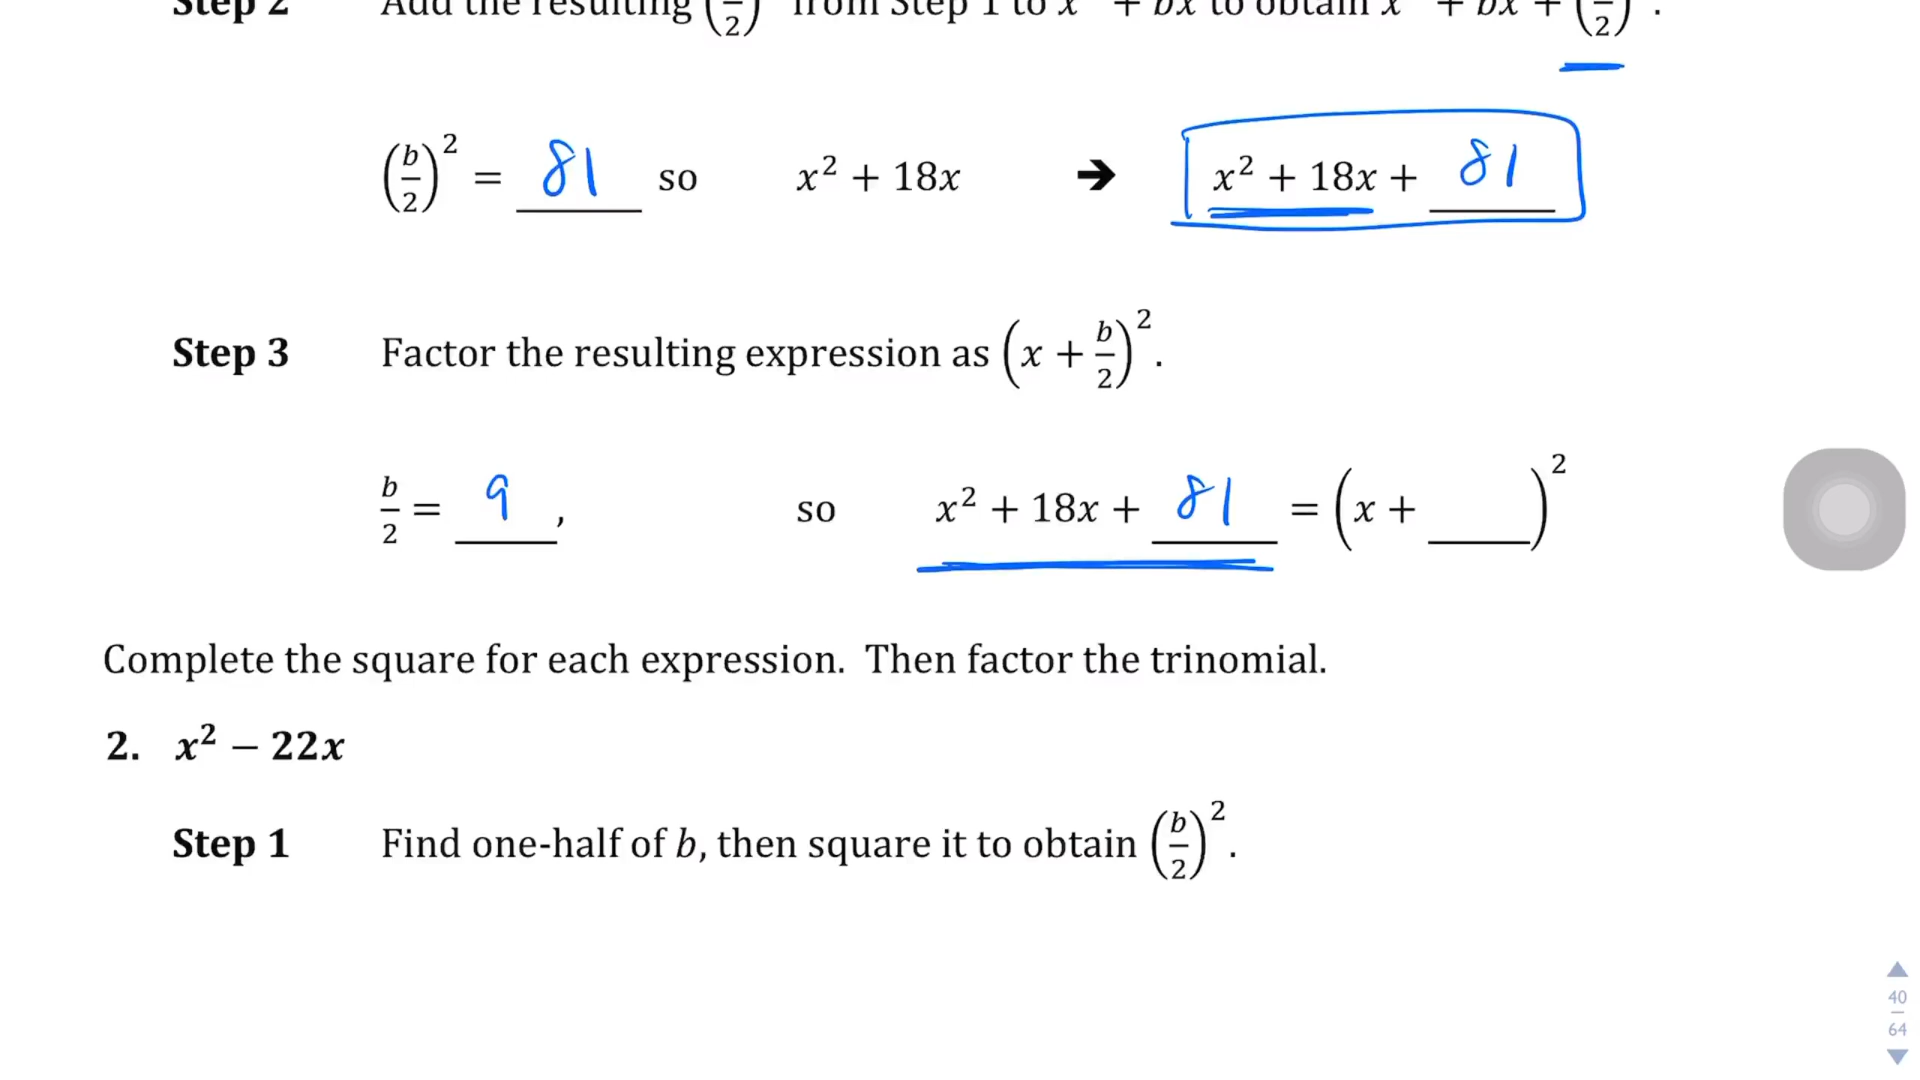 Step 2 Add the resulting (b/2)² from Step 1 to x² + bx to obtain x² + bx + (b/2)².
(b/2)² = 81 so x² + 18x ➔ x² + 18x + 81
Step 3 Factor the resulting expression as (x + b/2)².
b/2 = 9, so x² + 18x + 81 = (x + ____)²
Complete the square for each expression. Then factor the trinomial.
2. x² − 22x
Step 1 Find one-half of b, then square it to obtain (b/2)².
40
64